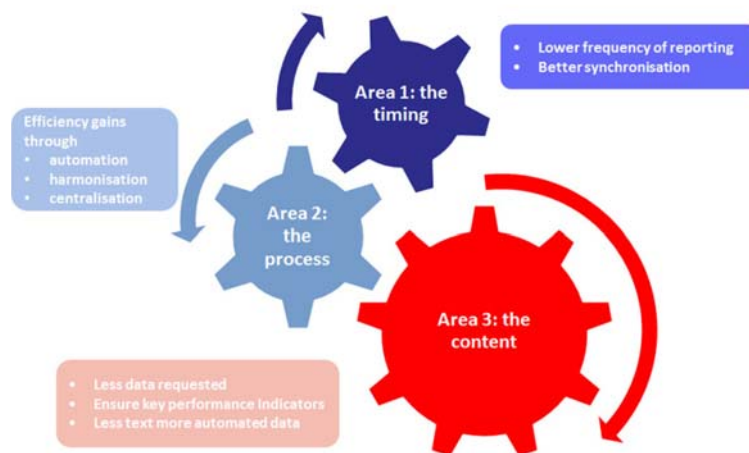 • Lower frequency of reporting
• Better synchronisation
Area 1: the
timing
Efficiency gains
through
• automation
• harmonisation
• centralisation
Area 2:
the
process
Area 3: the
content
• Less data requested
• Ensure key performance indicators
• Less text more automated data